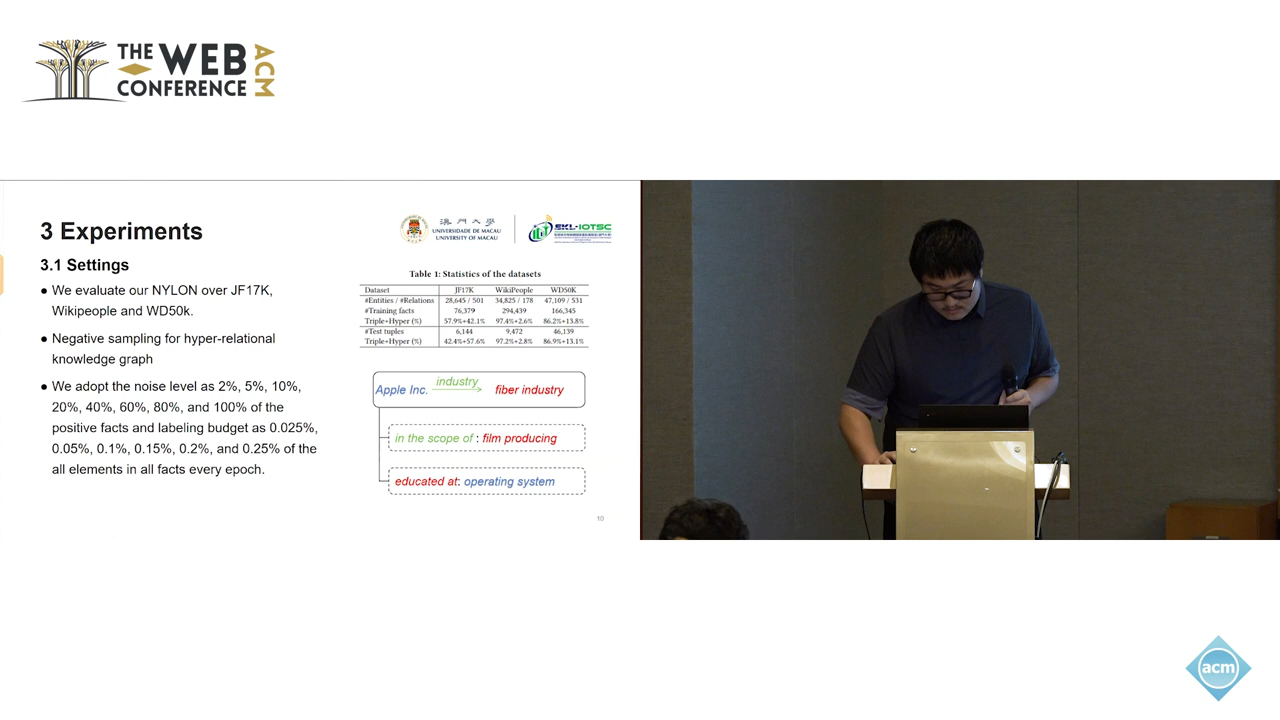 THE WEB
CONFERENCE
ACM
3 Experiments
澳門大學
UNIVERSIDADE DE MACAU
UNIVERSITY OF MACAU
SKL-IOTSC
3.1 Settings
● We evaluate our NYLON over JF17K,
Wikipeople and WD50k.
● Negative sampling for hyper-relational
knowledge graph
● We adopt the noise level as 2%, 5%, 10%,
20%, 40%, 60%, 80%, and 100% of the
positive facts and labeling budget as 0.025%,
0.05%, 0.1%, 0.15%, 0.2%, and 0.25% of the
all elements in all facts every epoch.
Table 1: Statistics of the datasets
Dataset JF17K WikiPeople WD50K
#Entities / #Relations 28,645 / 501 34,825 / 178 47,109 / 531
#Training facts 76,379 294,439 166,345
Triple+Hyper (%) 57.9%+42.1% 97.4%+2.6% 86.2%+13.8%
#Test tuples 6,144 9,472 46,139
Triple+Hyper (%) 42.4%+57.6% 97.2%+2.8% 86.9%+13.1%
Apple Inc. industry fiber industry
in the scope of : film producing
educated at: operating system
10
acm